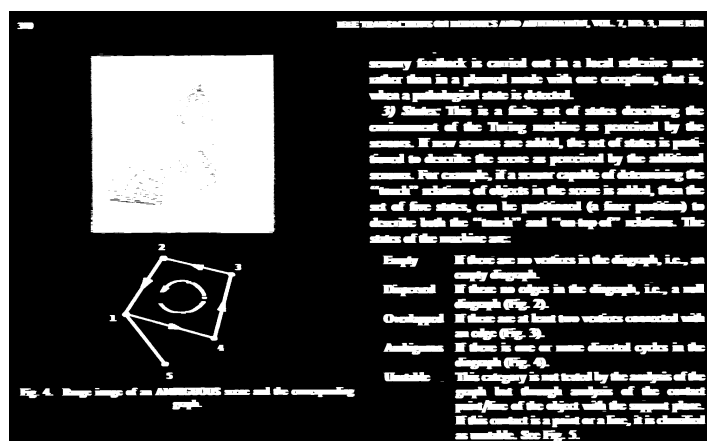 380
IEEE TRANSACTIONS ON ROBOTICS AND AUTOMATION, VOL. 7, NO. 3, JUNE 1991
2
3
1
4
5
Fig. 4. Range image of an AMBIGUOUS scene and the corresponding
graph.
sensory feedback is carried out in a local reflexive mode
rather than in a planned mode with one exception, that is,
when a pathological state is detected.
3) States: This is a finite set of states describing the
environment of the Turing machine as perceived by the
sensors. If new sensors are added, the set of states is parti-
tioned to describe the scene as perceived by the additional
sensors. For example, if a sensor capable of determining the
"touch" relations of objects in the scene is added, then the
set of five states, can be partitioned (a finer partition) to
describe both the "touch" and "on top of" relations. The
states of the machine are:
Empty If there are no vertices in the diagraph, i.e., an
empty diagraph.
Dispersed If there are no edges in the diagraph, i.e., a null
diagraph (Fig. 2).
Overlapped If there are at least two vertices connected with
an edge (Fig. 3).
Ambiguous If there is one or more directed cycles in the
diagraph (Fig. 4).
Unstable This category is not tested by the analysis of the
graph but through analysis of the contact
point/line of the object with the support plane.
If this contact is a point or a line, it is classified
as unstable. See Fig. 5.